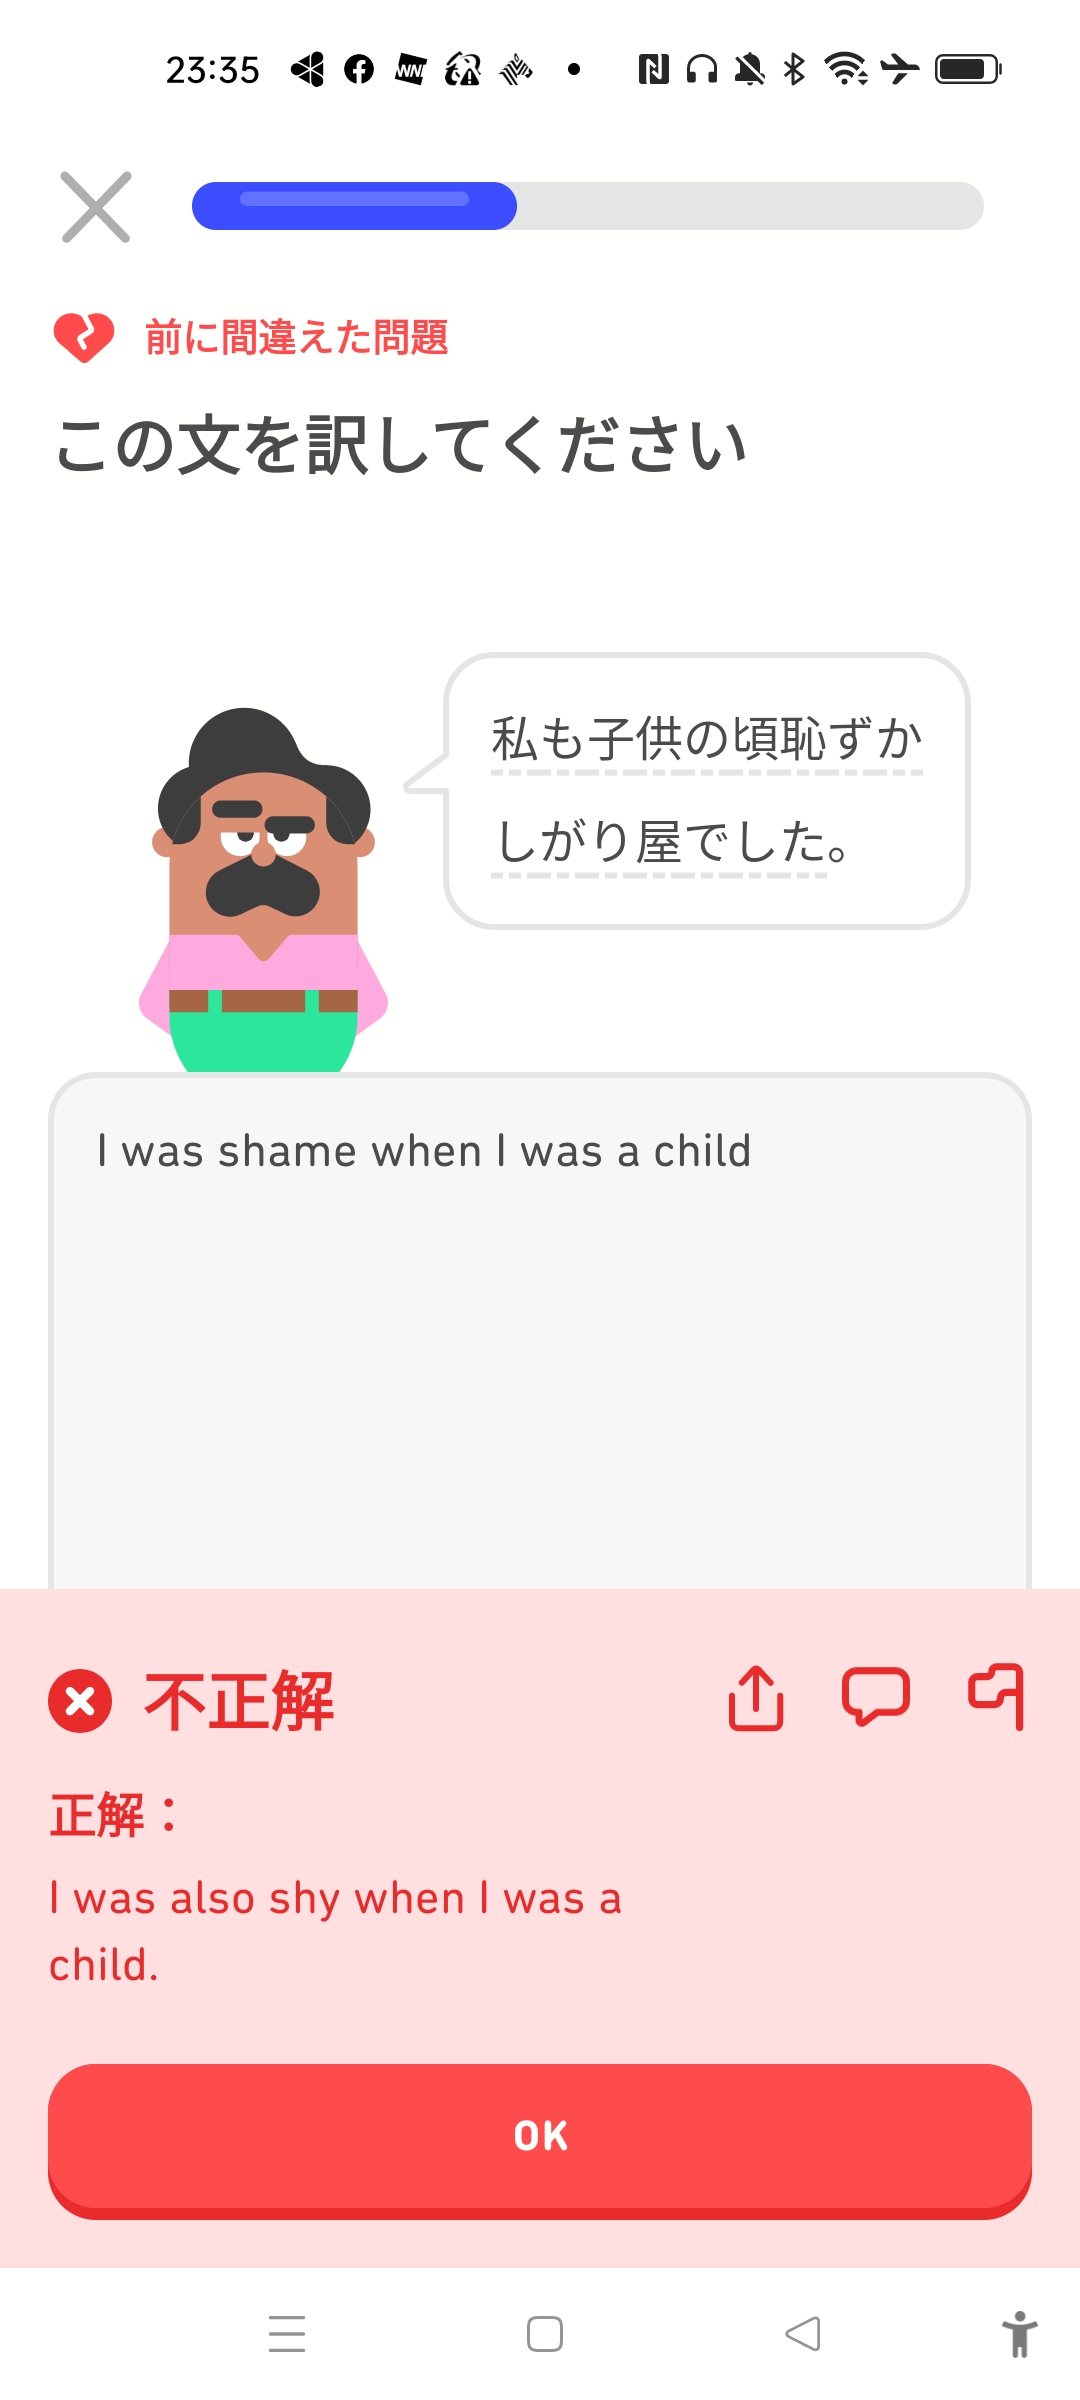 23:35
前に間違えた問題
この文を訳してください
私も子供の頃恥ずか
しがり屋でした。
I was shame when I was a child
不正解
正解：
I was also shy when I was a
child.
OK